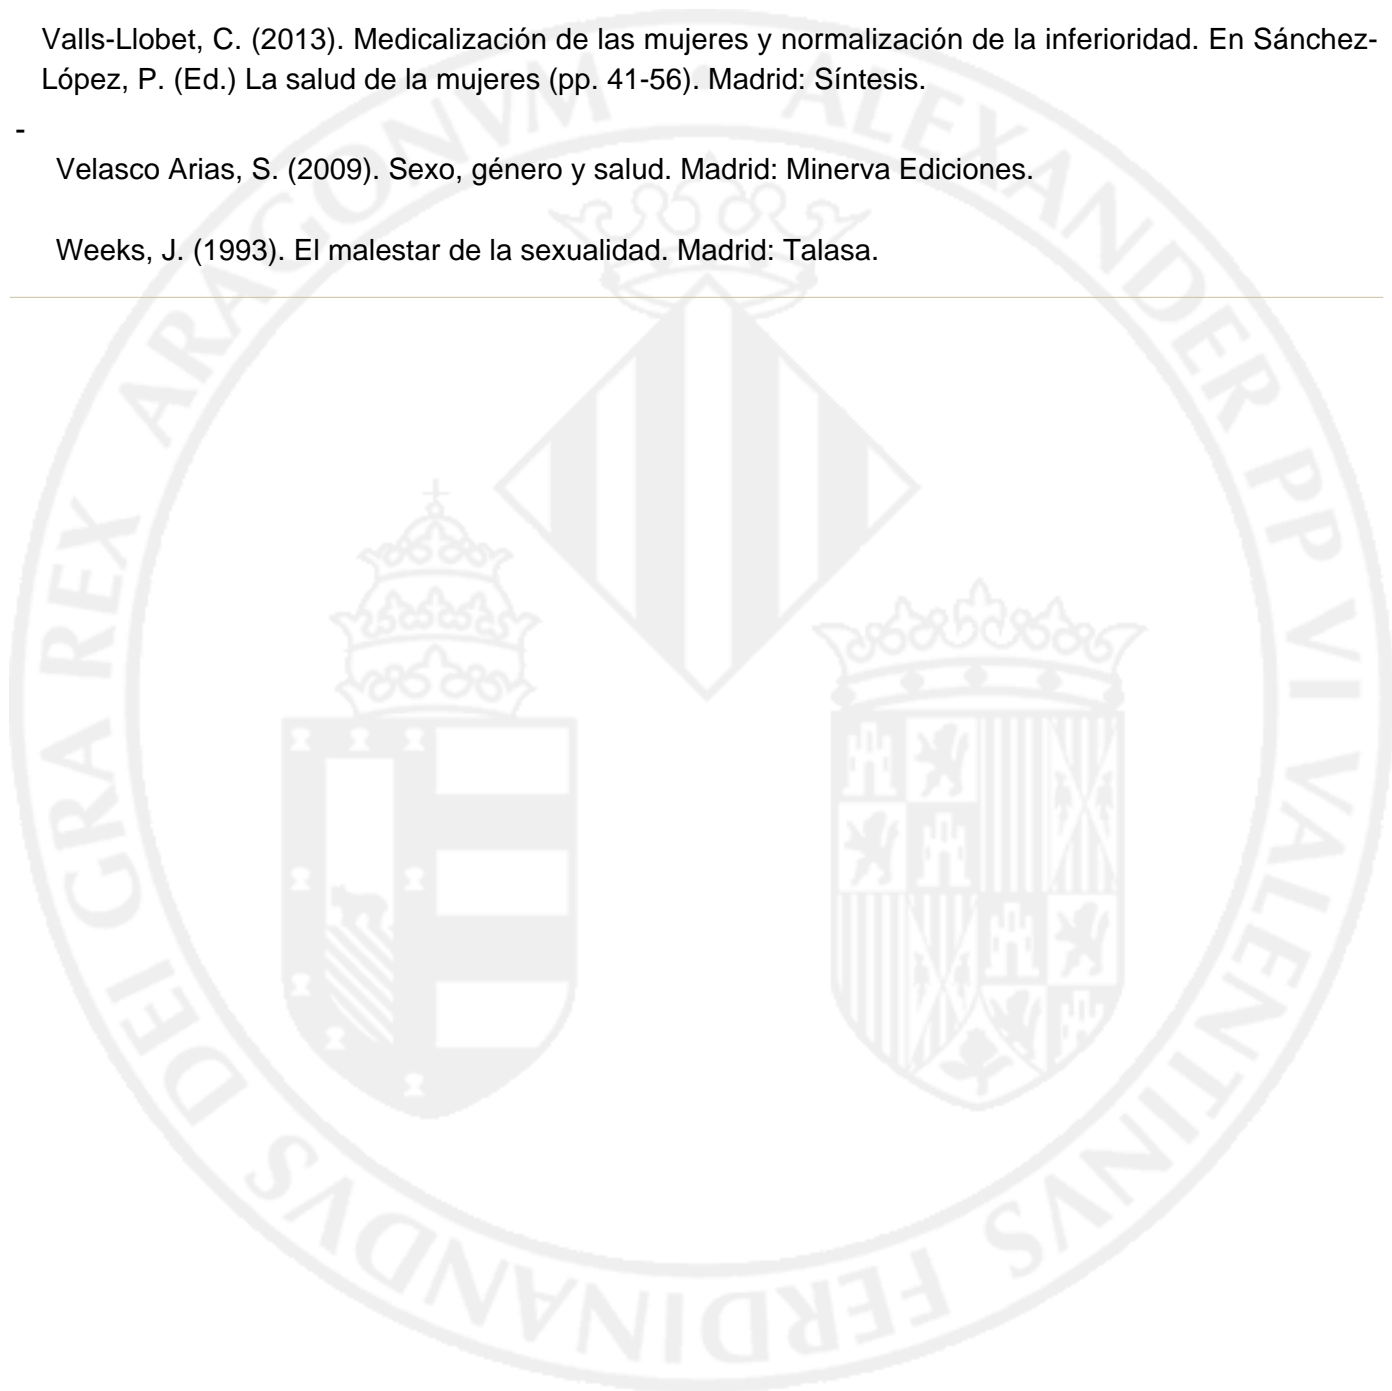 Valls-Llobet, C. (2013). Medicalización de las mujeres y normalización de la inferioridad. En Sánchez-
López, P. (Ed.) La salud de la mujeres (pp. 41-56). Madrid: Síntesis.
-
Velasco Arias, S. (2009). Sexo, género y salud. Madrid: Minerva Ediciones.
Weeks, J. (1993). El malestar de la sexualidad. Madrid: Talasa.
ALEXANDER PP VI VALENTINVS FERDINANDVS DEI GRA REX ARAGONVM